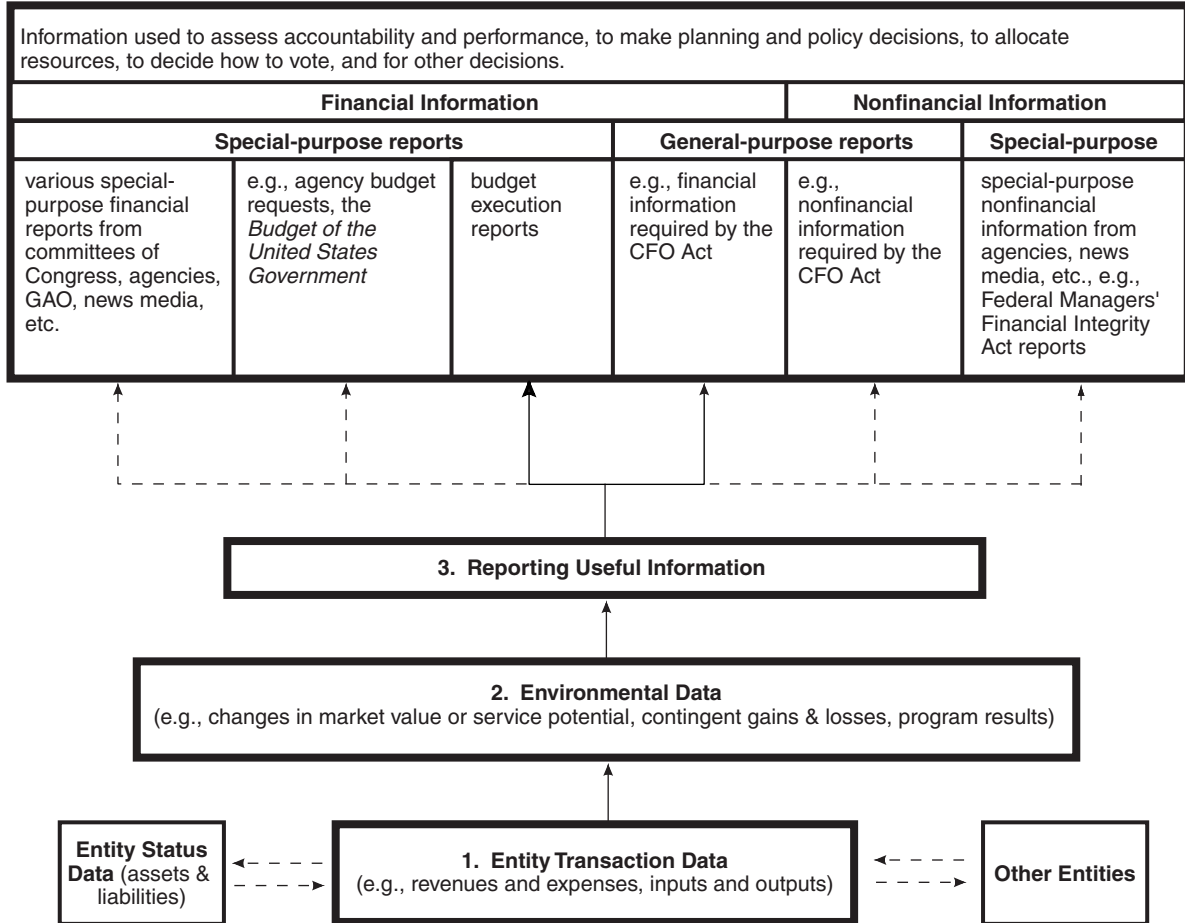 Information used to assess accountability and performance, to make planning and policy decisions, to allocate
resources, to decide how to vote, and for other decisions.
Financial Information
Nonfinancial Information
Special-purpose reports
General-purpose reports
Special-purpose
various special-
purpose financial
reports from
committees of
Congress, agencies,
GAO, news media,
etc.
e.g., agency budget
requests, the
Budget of the
United States
Government
budget
execution
reports
e.g., financial
information
required by the
CFO Act
e.g.,
nonfinancial
information
required by the
CFO Act
special-purpose
nonfinancial
information from
agencies, news
media, etc., e.g.,
Federal Managers'
Financial Integrity
Act reports
3. Reporting Useful Information
2. Environmental Data
(e.g., changes in market value or service potential, contingent gains & losses, program results)
Entity Status
Data (assets &
liabilities)
1. Entity Transaction Data
(e.g., revenues and expenses, inputs and outputs)
Other Entities